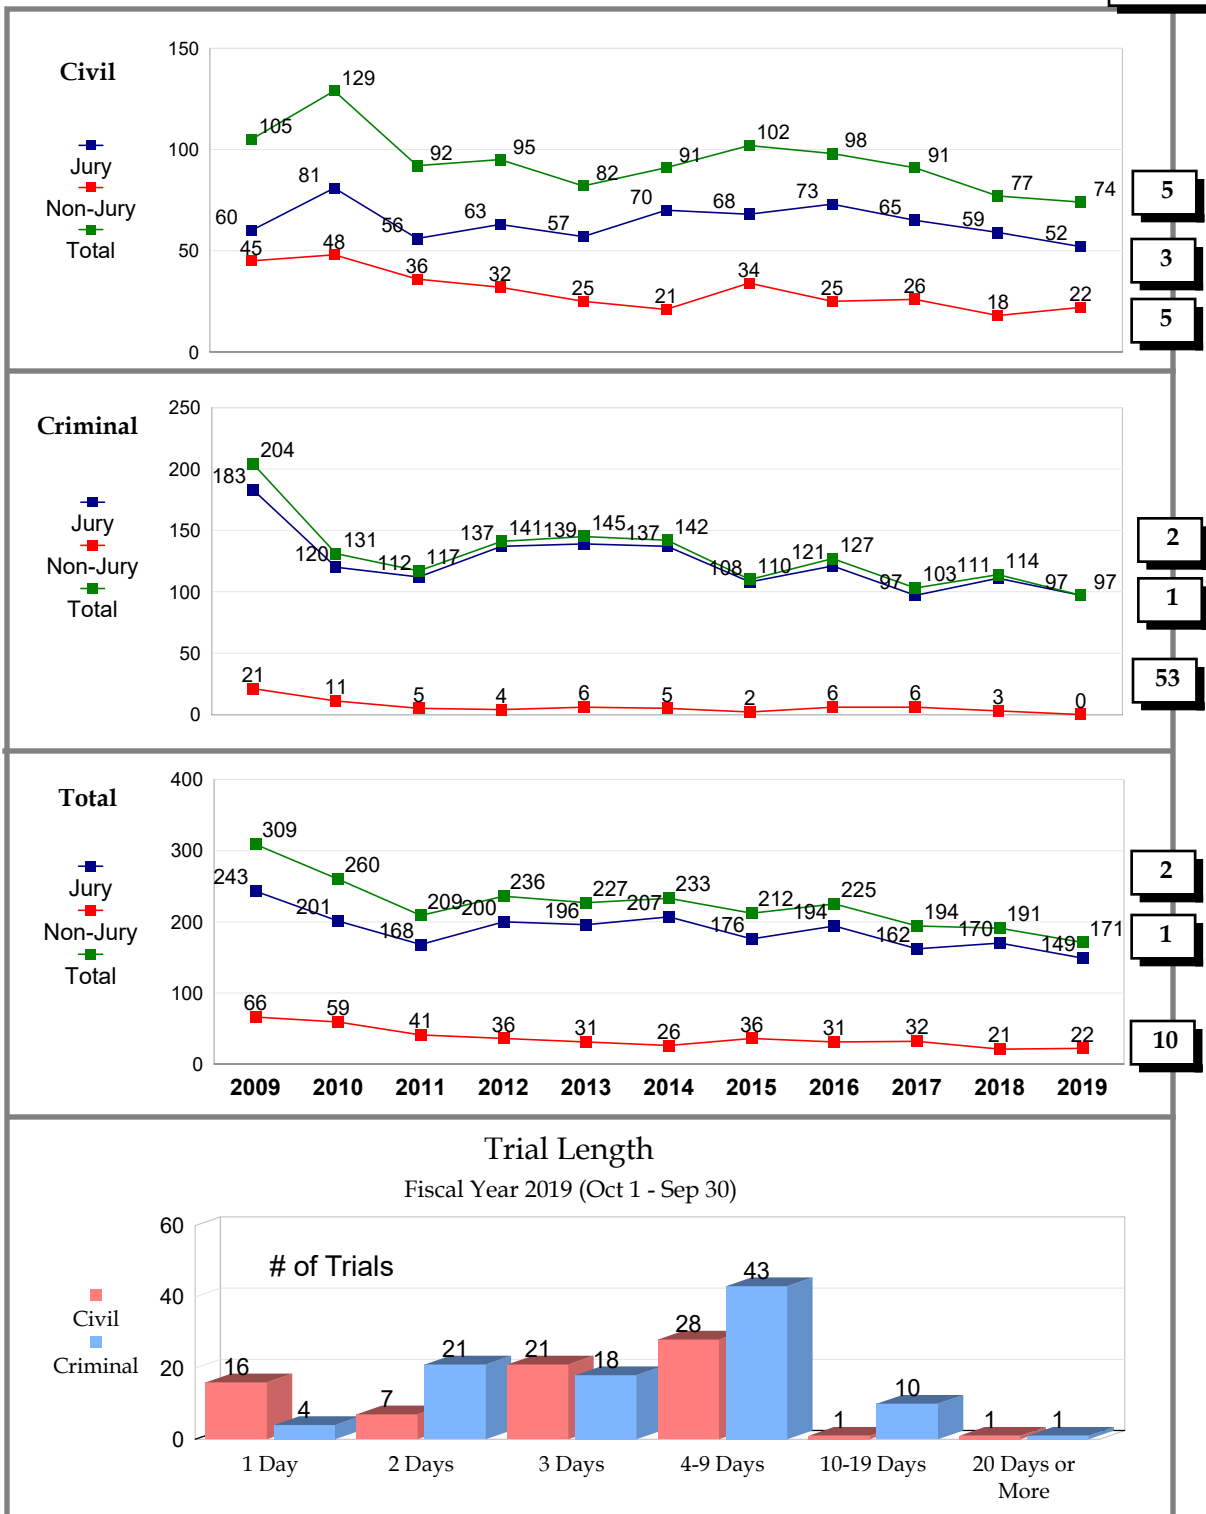 Civil
Jury
Non-Jury
Total
150
100
50
0
105 129 92 95 82 91 102 98 91 77 74
60 81 56 63 57 70 68 73 65 59 52
45 48 36 32 25 21 34 25 26 18 22
5
3
5
Criminal
Jury
Non-Jury
Total
250
200
150
100
50
0
204 131 117 141 145 142 110 127 103 114 97
183 120 112 137 139 137 108 121 97 111 97
21 11 5 4 6 5 2 6 6 3 0
2
1
53
Total
Jury
Non-Jury
Total
400
300
200
100
0
309 260 209 236 227 233 212 225 194 191 171
243 201 168 200 196 207 176 194 162 170 149
66 59 41 36 31 26 36 31 32 21 22
2
1
10
2009 2010 2011 2012 2013 2014 2015 2016 2017 2018 2019
Trial Length
Fiscal Year 2019 (Oct 1 - Sep 30)
# of Trials
Civil
Criminal
60
40
20
0
16 4 7 21 21 18 28 43 1 10 1 1
1 Day 2 Days 3 Days 4-9 Days 10-19 Days 20 Days or
More